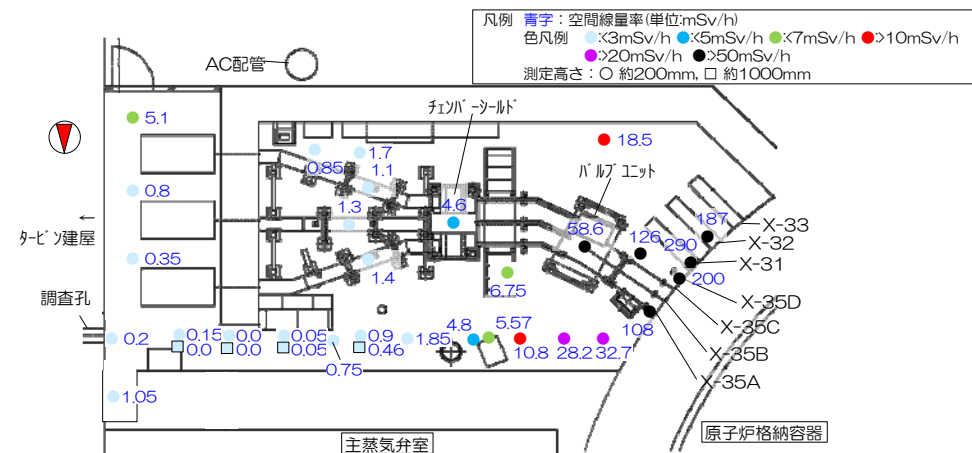 凡例 青字：空間線量率(単位:mSv/h)
色凡例 ●:<3mSv/h ●:<5mSv/h ●:<7mSv/h ●:>10mSv/h
●:>20mSv/h ●:>50mSv/h
測定高さ：○ 約200mm, □ 約1000mm
AC配管
チェンバーシールド
5.1
18.5
1.7
0.85
1.1
バルブユニット
0.8
1.3
4.6
187
X-33
58.6
126
X-32
←
タービン建屋
290
X-31
0.35
1.4
200
6.75
X-35D
調査孔
108
X-35C
0.2
0.15
0.0
0.05
0.9
1.85
4.8
5.57
10.8
28.2
32.7
0.0
0.0
0.05
0.46
X-35B
0.75
X-35A
1.05
主蒸気弁室
原子炉格納容器